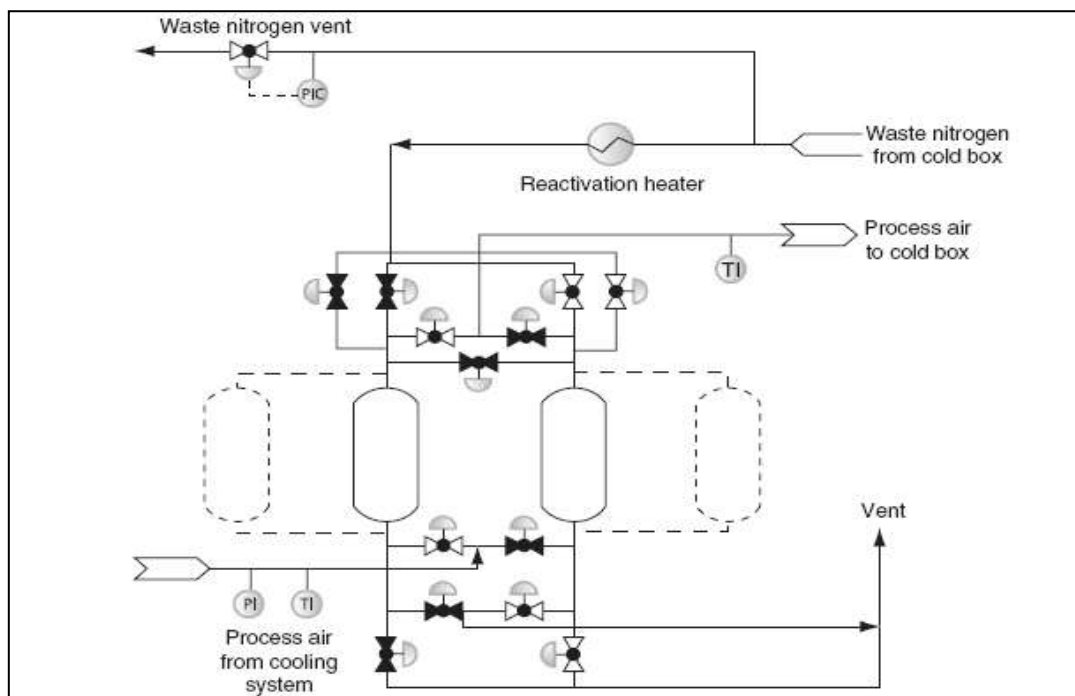 Waste nitrogen vent
PIC
Waste nitrogen
from cold box
Reactivation heater
Process air
to cold box
TI
Vent
PI
TI
Process air
from cooling
system